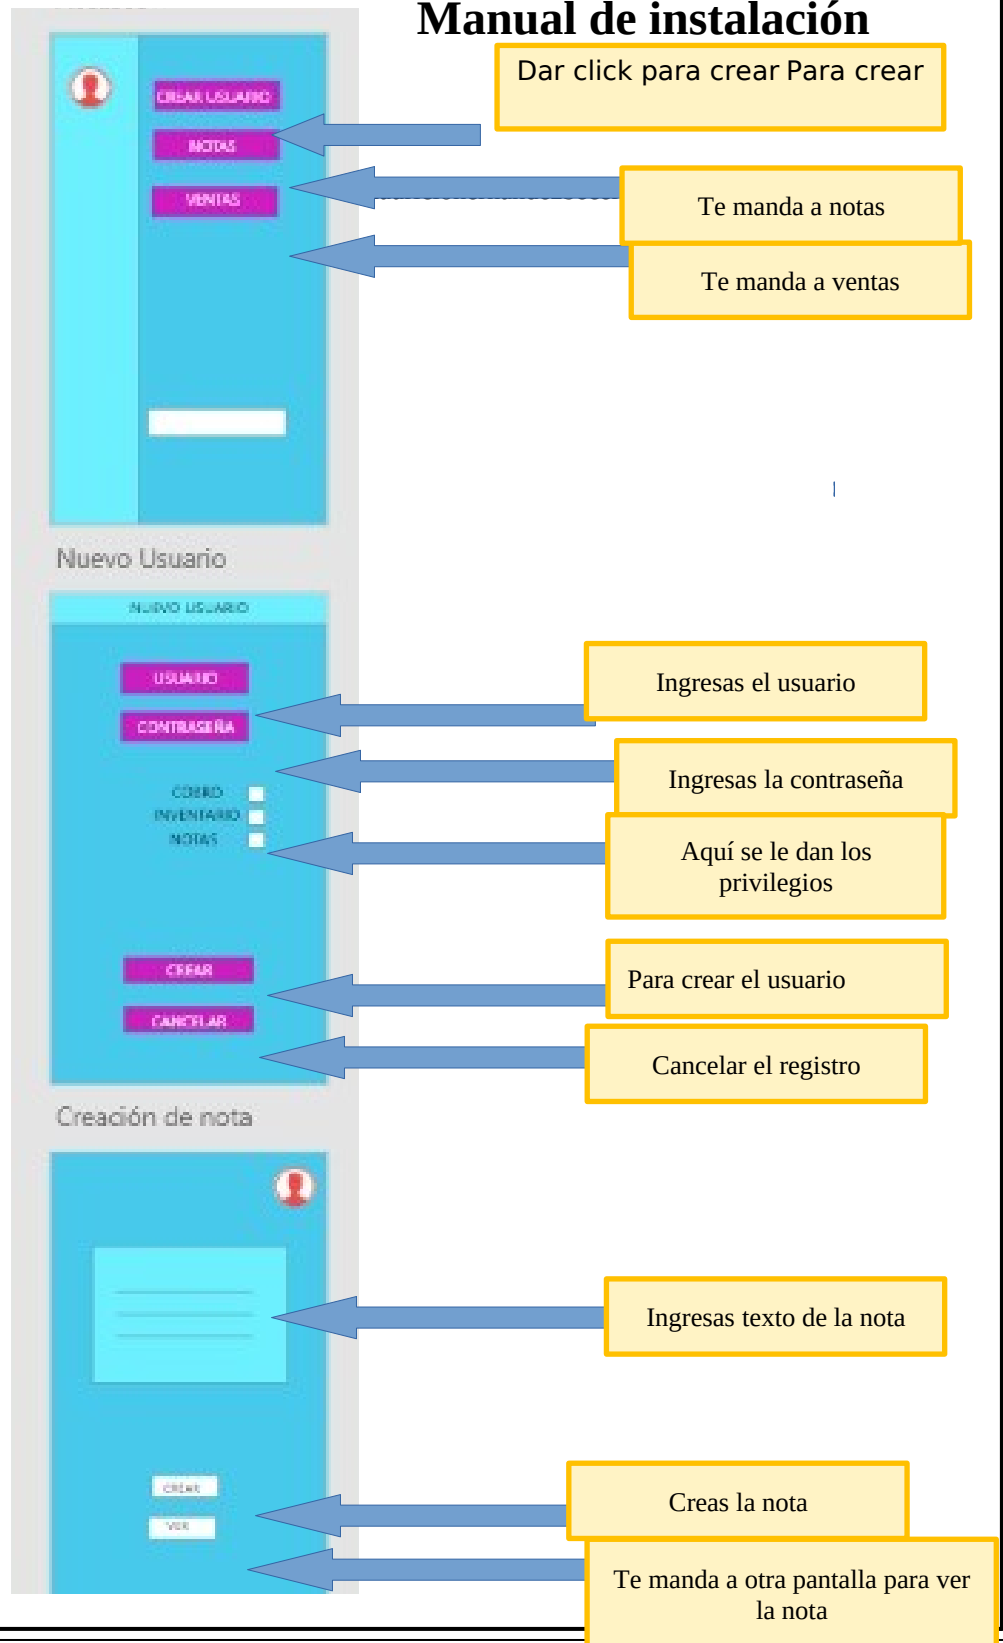 Manual de instalación
Dar click para crear Para crear
CREAR USUARIO
NOTAS
Te manda a notas
VENTAS
Te manda a ventas
Nuevo Usuario
NUEVO USUARIO
USUARIO
Ingresas el usuario
CONTRASEÑA
Ingresas la contraseña
COBRO
INVENTARIO
NOTAS
Aquí se le dan los
privilegios
CREAR
Para crear el usuario
CANCELAR
Cancelar el registro
Creación de nota
Ingresas texto de la nota
CREAR
Creas la nota
VER
Te manda a otra pantalla para ver
la nota